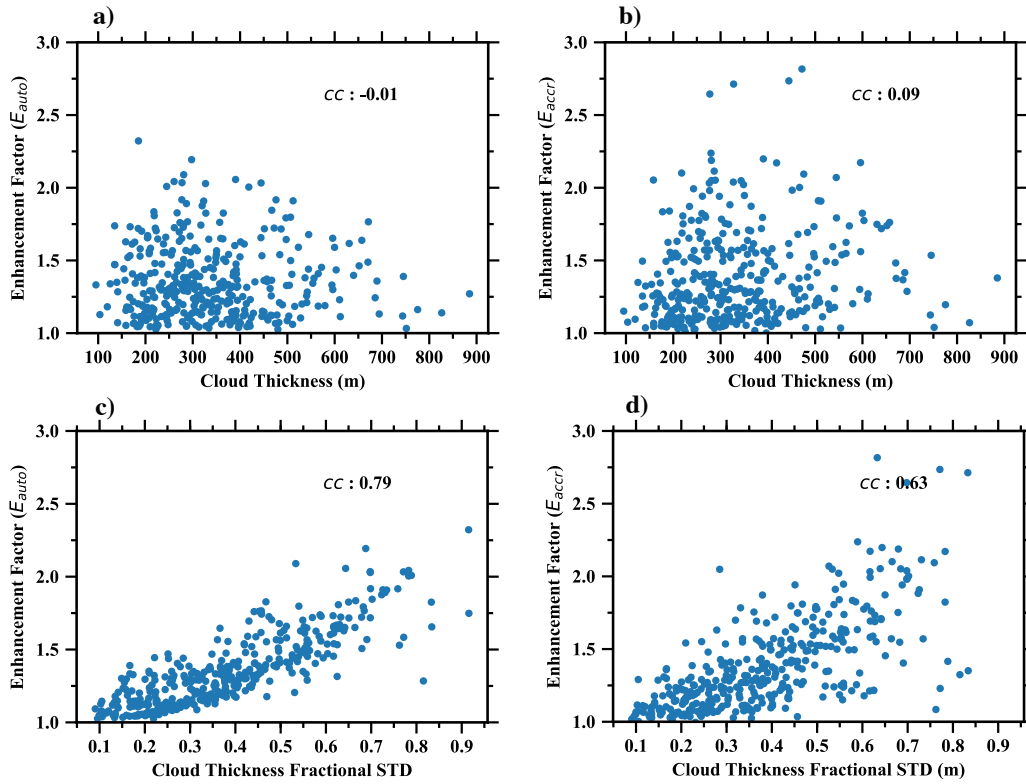 a)
3.0
2.5
2.0
1.5
1.0
Enhancement Factor (E_auto)
cc : -0.01
100 200 300 400 500 600 700 800 900
Cloud Thickness (m)
b)
3.0
2.5
2.0
1.5
1.0
Enhancement Factor (E_accr)
cc : 0.09
100 200 300 400 500 600 700 800 900
Cloud Thickness (m)
c)
3.0
2.5
2.0
1.5
1.0
Enhancement Factor (E_auto)
cc : 0.79
0.1 0.2 0.3 0.4 0.5 0.6 0.7 0.8 0.9
Cloud Thickness Fractional STD
d)
3.0
2.5
2.0
1.5
1.0
Enhancement Factor (E_accr)
cc : 0.63
0.1 0.2 0.3 0.4 0.5 0.6 0.7 0.8 0.9
Cloud Thickness Fractional STD (m)